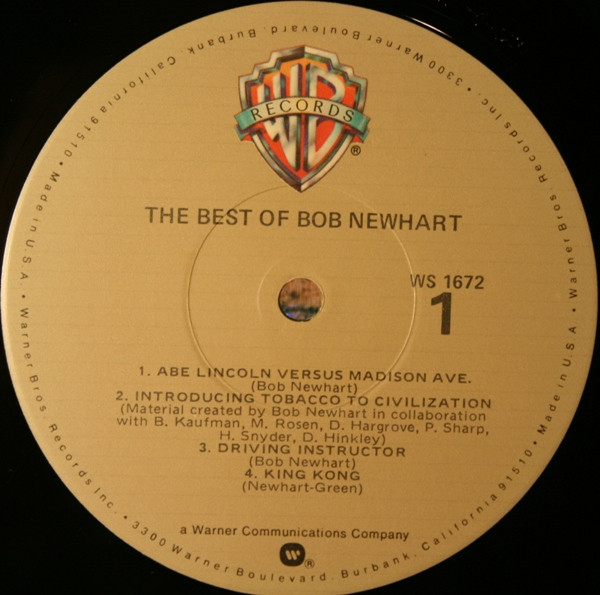 WB
RECORDS
®
THE BEST OF BOB NEWHART
WS 1672
1
1. ABE LINCOLN VERSUS MADISON AVE.
(Bob Newhart)
2. INTRODUCING TOBACCO TO CIVILIZATION
(Material created by Bob Newhart in collaboration
with B. Kaufman, M. Rosen, D. Hargrove, P. Sharp,
H. Snyder, D. Hinkley)
3. DRIVING INSTRUCTOR
(Bob Newhart)
4. KING KONG
(Newhart-Green)
a Warner Communications Company
W®
Warner Bros. Records Inc. • 3300 Warner Boulevard, Burbank, California 91510 • Made in U.S.A. •
Warner Bros. Records Inc. • 3300 Warner Boulevard, Burbank, California 91510 • Made in U.S.A. •